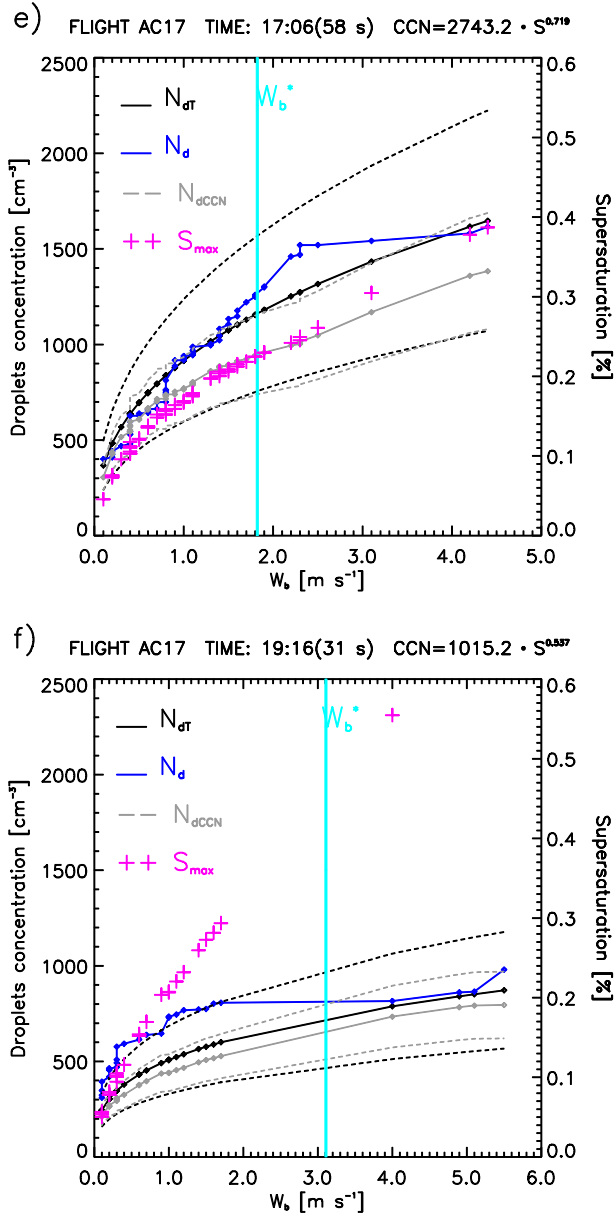 e) FLIGHT AC17 TIME: 17:06(58 s) CCN=2743.2 · S^0.719
2500
2000
1500
1000
500
0
Droplets concentration [cm⁻³]
N_dT
N_d
N_dCCN
S_max
W_b*
0.6
0.5
0.4
0.3
0.2
0.1
0.0
Supersaturation [%]
0.0 1.0 2.0 3.0 4.0 5.0
W_b [m s⁻¹]
f) FLIGHT AC17 TIME: 19:16(31 s) CCN=1015.2 · S^0.537
2500
2000
1500
1000
500
0
Droplets concentration [cm⁻³]
N_dT
N_d
N_dCCN
S_max
W_b*
0.6
0.5
0.4
0.3
0.2
0.1
0.0
Supersaturation [%]
0.0 1.0 2.0 3.0 4.0 5.0 6.0
W_b [m s⁻¹]